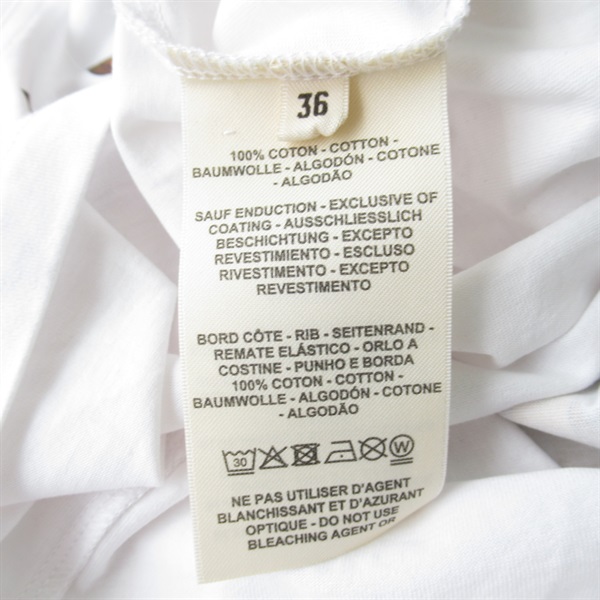 36
100% COTON - COTTON -
BAUMWOLLE - ALGODÓN - COTONE
- ALGODÃO
SAUF ENDUCTION - EXCLUSIVE OF
COATING - AUSSCHLIESSLICH
BESCHICHTUNG - EXCEPTO
REVESTIMIENTO - ESCLUSO
RIVESTIMENTO - EXCEPTO
REVESTIMENTO
BORD CÔTE - RIB - SEITENRAND -
REMATE ELÁSTICO - ORLO A
COSTINE - PUNHO E BORDA
100% COTON - COTTON -
BAUMWOLLE - ALGODÓN - COTONE
- ALGODÃO
30 W
NE PAS UTILISER D'AGENT
BLANCHISSANT ET D'AZURANT
OPTIQUE - DO NOT USE
BLEACHING AGENT OR